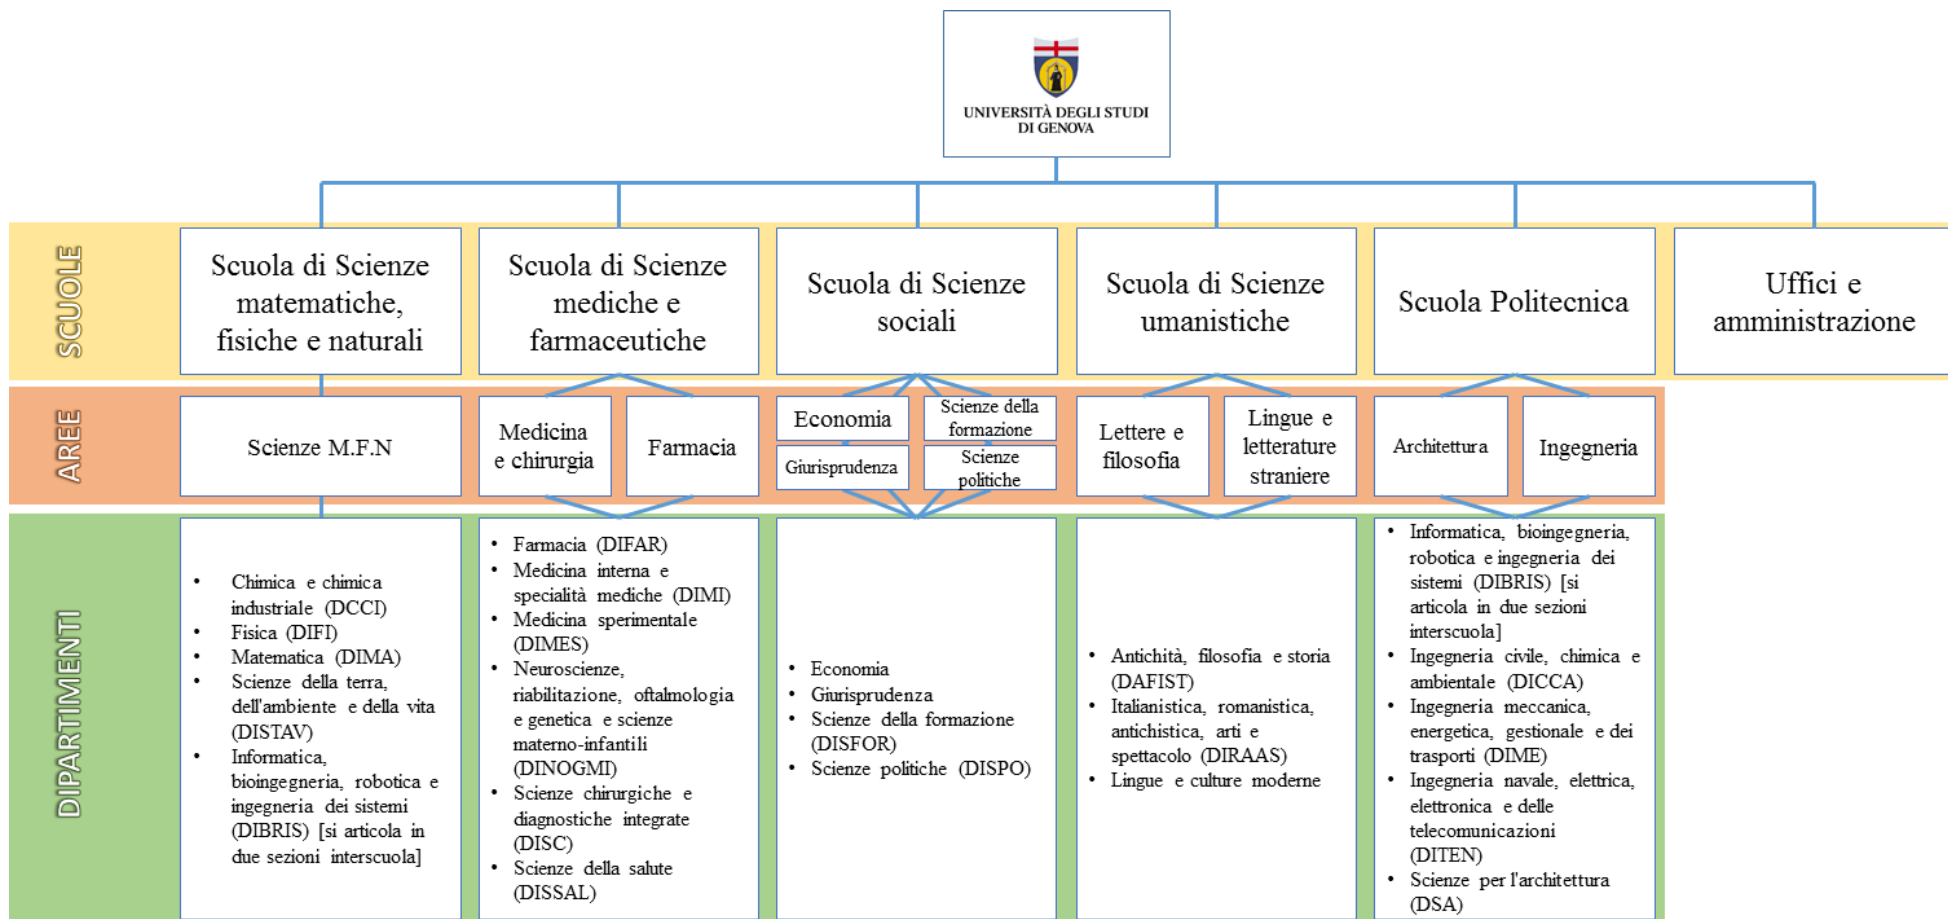 UNIVERSITÀ DEGLI STUDI
DI GENOVA
SCUOLE
Scuola di Scienze
matematiche,
fisiche e naturali
Scuola di Scienze
mediche e
farmaceutiche
Scuola di Scienze
sociali
Scuola di Scienze
umanistiche
Scuola Politecnica
Uffici e
amministrazione
AREE
Scienze M.F.N
Medicina
e chirurgia
Farmacia
Economia
Scienze della
formazione
Giurisprudenza
Scienze
politiche
Lettere e
filosofia
Lingue e
letterature
straniere
Architettura
Ingegneria
DIPARTIMENTI
• Chimica e chimica
industriale (DCCI)
• Fisica (DIFI)
• Matematica (DIMA)
• Scienze della terra,
dell'ambiente e della vita
(DISTAV)
• Informatica,
bioingegneria, robotica e
ingegneria dei sistemi
(DIBRIS) [si articola in
due sezioni interscuola]
• Farmacia (DIFAR)
• Medicina interna e
specialità mediche (DIMI)
• Medicina sperimentale
(DIMES)
• Neuroscienze,
riabilitazione, oftalmologia
e genetica e scienze
materno-infantili
(DINOGMI)
• Scienze chirurgiche e
diagnostiche integrate
(DISC)
• Scienze della salute
(DISSAL)
• Economia
• Giurisprudenza
• Scienze della formazione
(DISFOR)
• Scienze politiche (DISPO)
• Antichità, filosofia e storia
(DAFIST)
• Italianistica, romanistica,
antichistica, arti e
spettacolo (DIRAAS)
• Lingue e culture moderne
• Informatica, bioingegneria,
robotica e ingegneria dei
sistemi (DIBRIS) [si
articola in due sezioni
interscuola]
• Ingegneria civile, chimica e
ambientale (DICCA)
• Ingegneria meccanica,
energetica, gestionale e dei
trasporti (DIME)
• Ingegneria navale, elettrica,
elettronica e delle
telecomunicazioni
(DITEN)
• Scienze per l'architettura
(DSA)